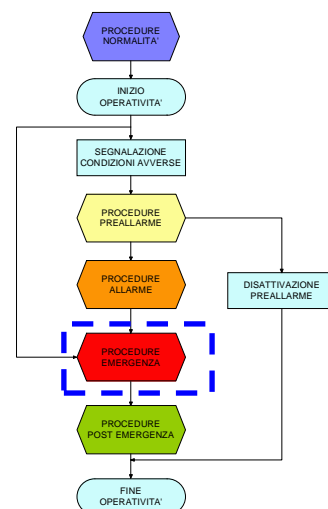 PROCEDURE
NORMALITA'
INIZIO
OPERATIVITA'
SEGNALAZIONE
CONDIZIONI AVVERSE
PROCEDURE
PREALLARME
PROCEDURE
ALLARME
DISATTIVAZIONE
PREALLARME
PROCEDURE
EMERGENZA
PROCEDURE
POST EMERGENZA
FINE
OPERATIVITA'